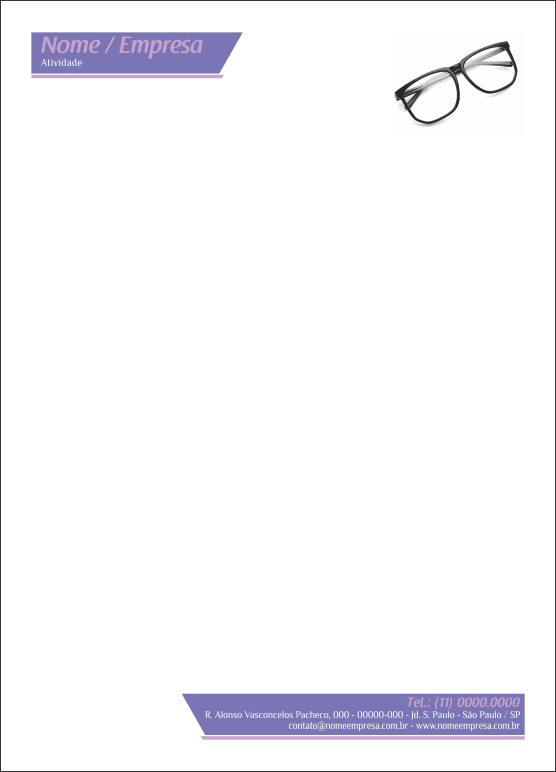 Nome / Empresa
Atividade
Tel.: (11) 0000.0000
R. Alonso Vasconcelos Pacheco, 000 - 00000-000 - Jd. S. Paulo - São Paulo / SP
contato@nomeempresa.com.br - www.nomeempresa.com.br